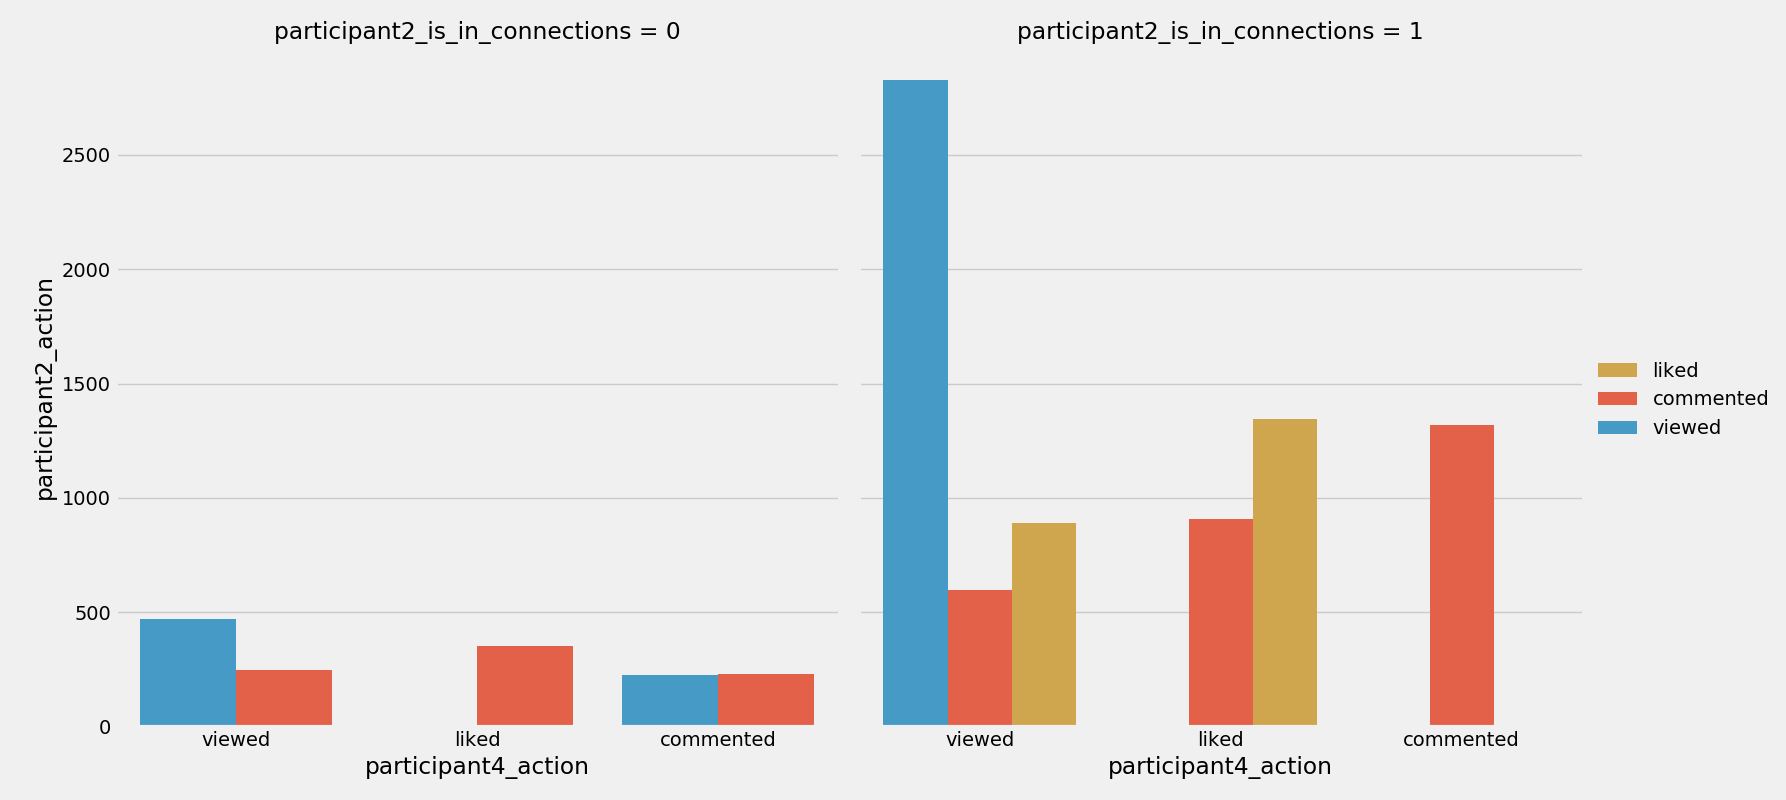 participant2_is_in_connections = 0
participant2_is_in_connections = 1
participant2_action
2500
2000
1500
1000
500
0
viewed
liked
commented
participant4_action
viewed
liked
commented
participant4_action
liked
commented
viewed